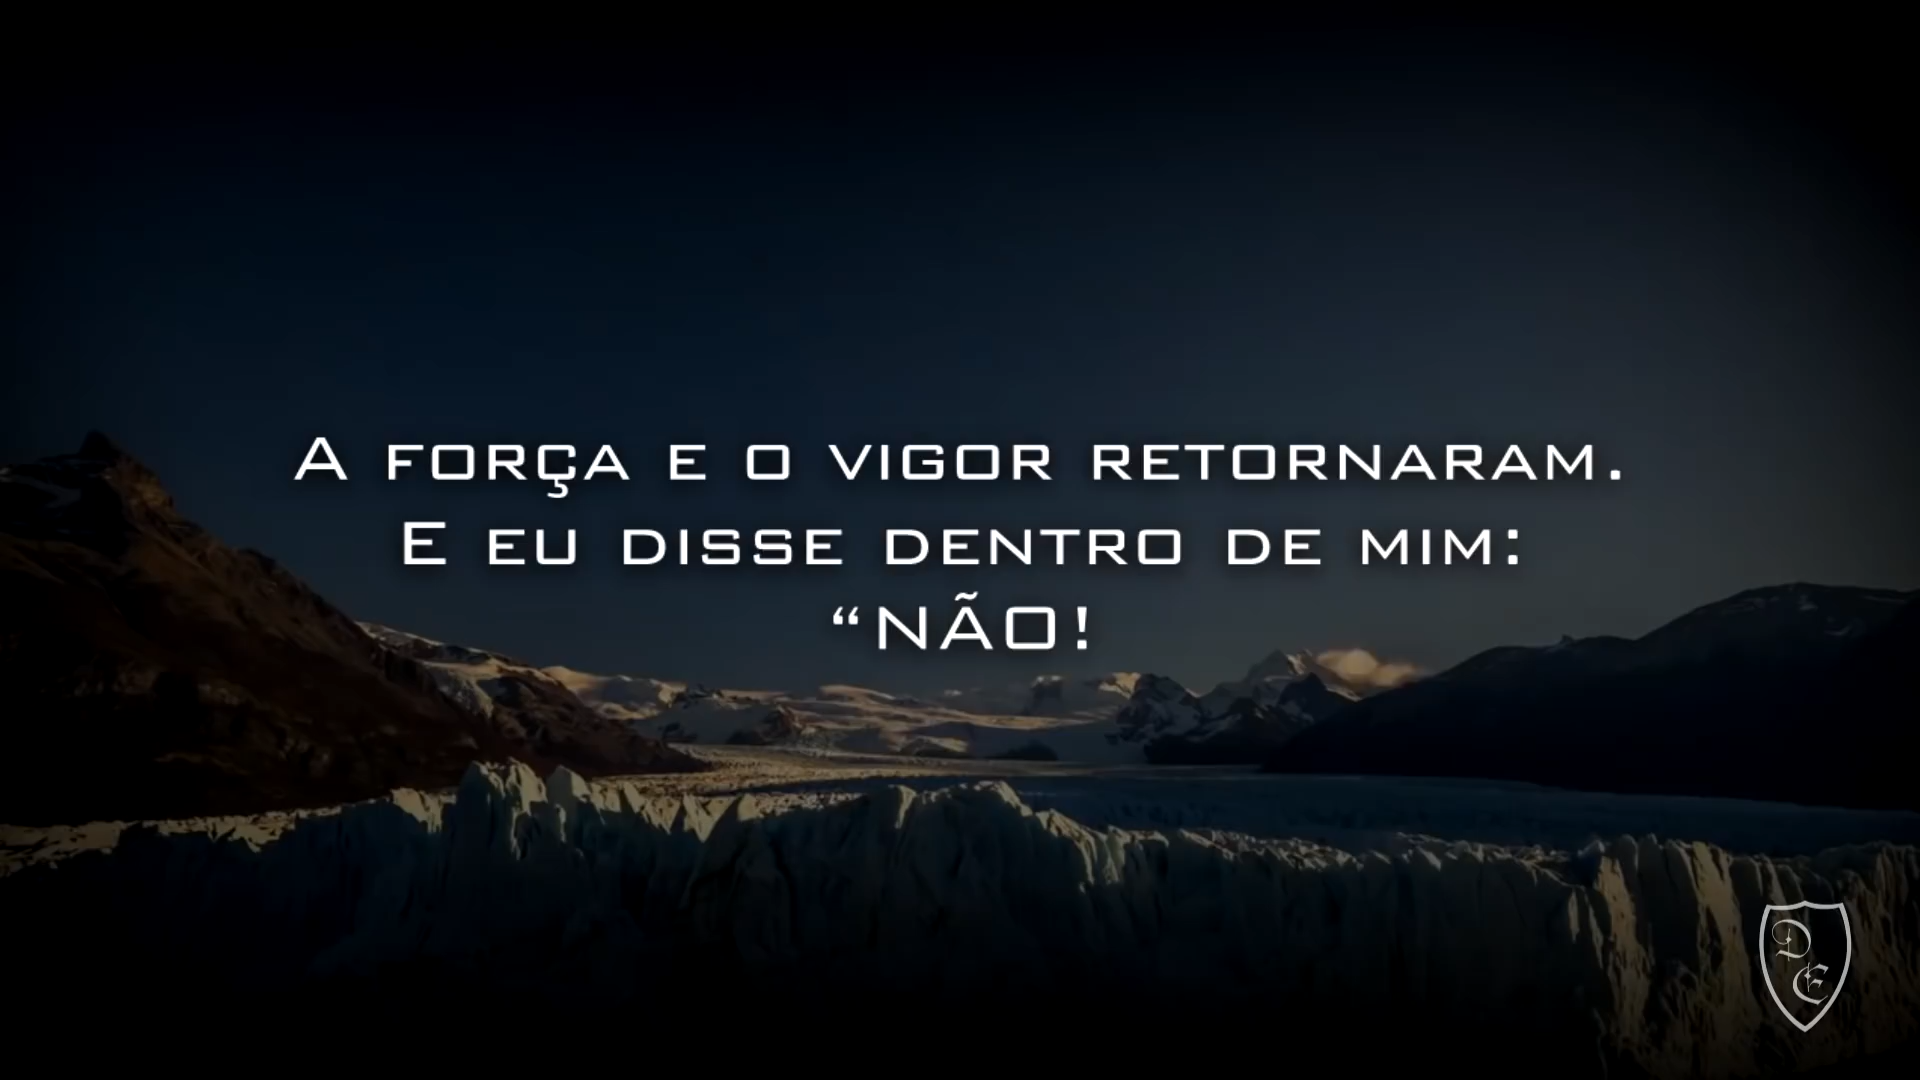 A FORÇA E O VIGOR RETORNARAM.
E EU DISSE DENTRO DE MIM:
“NÃO!
D
E